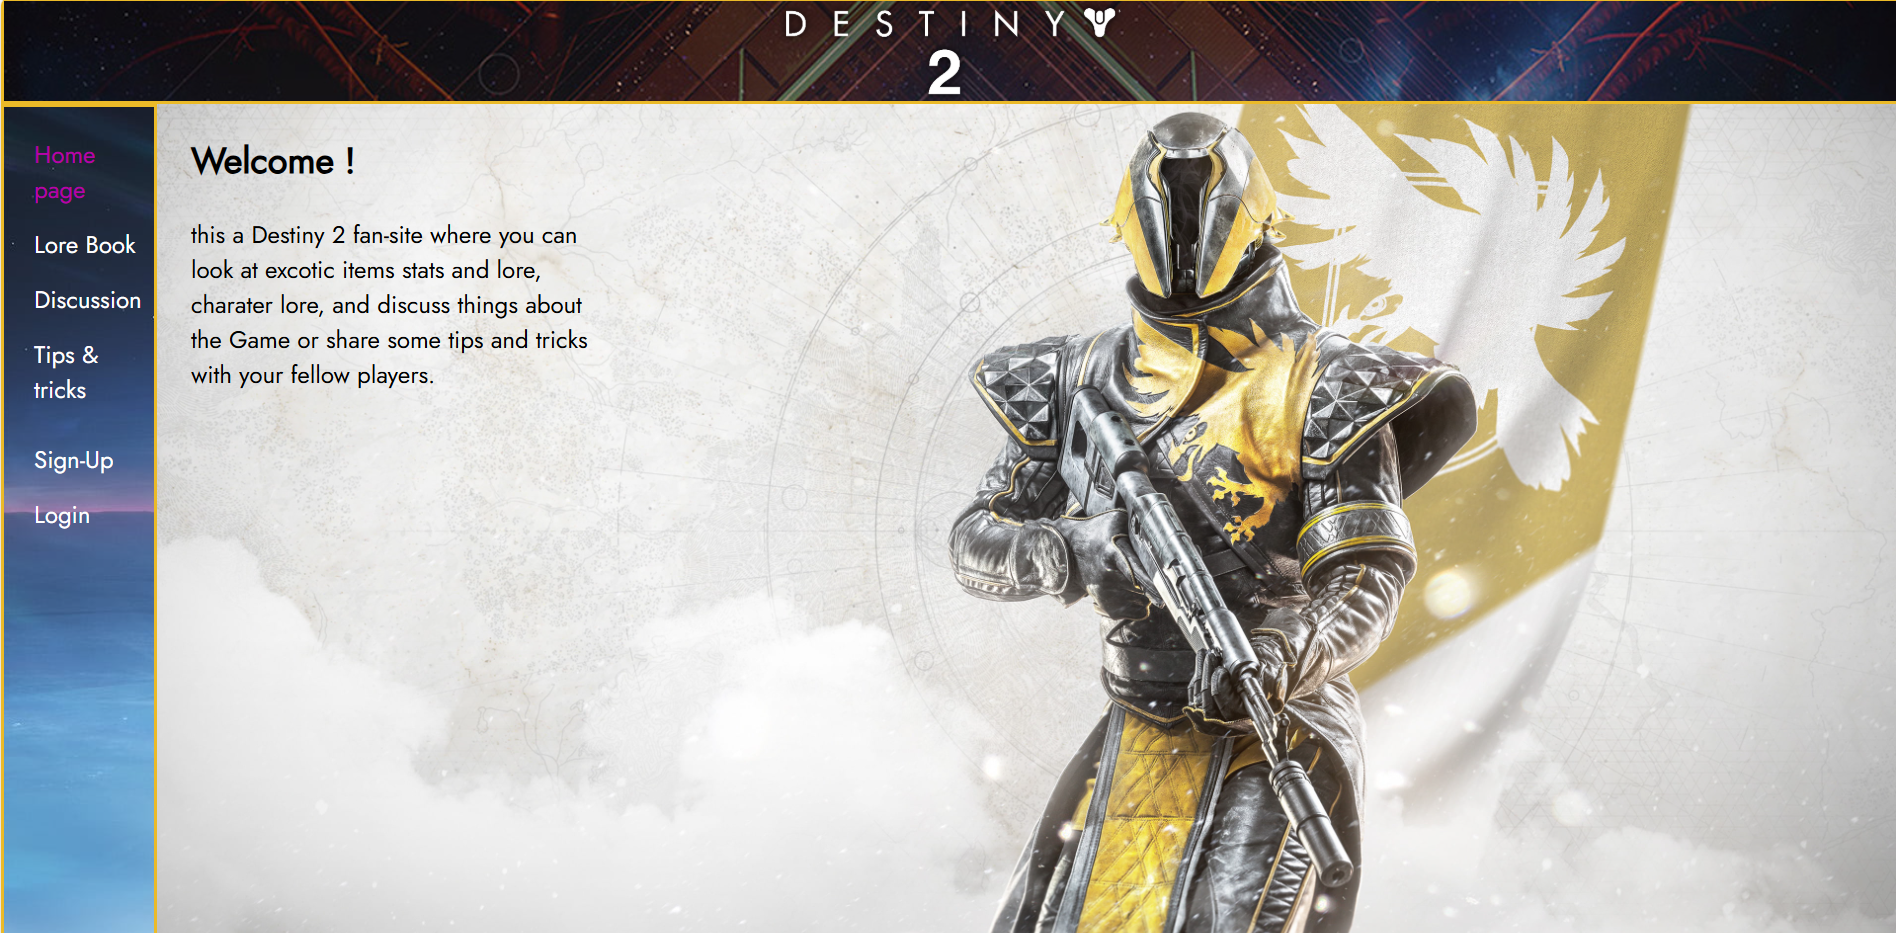 DESTINY
2
Home
page
Lore Book
Discussion
Tips &
tricks
Sign-Up
Login
Welcome !
this a Destiny 2 fan-site where you can
look at excotic items stats and lore,
charater lore, and discuss things about
the Game or share some tips and tricks
with your fellow players.